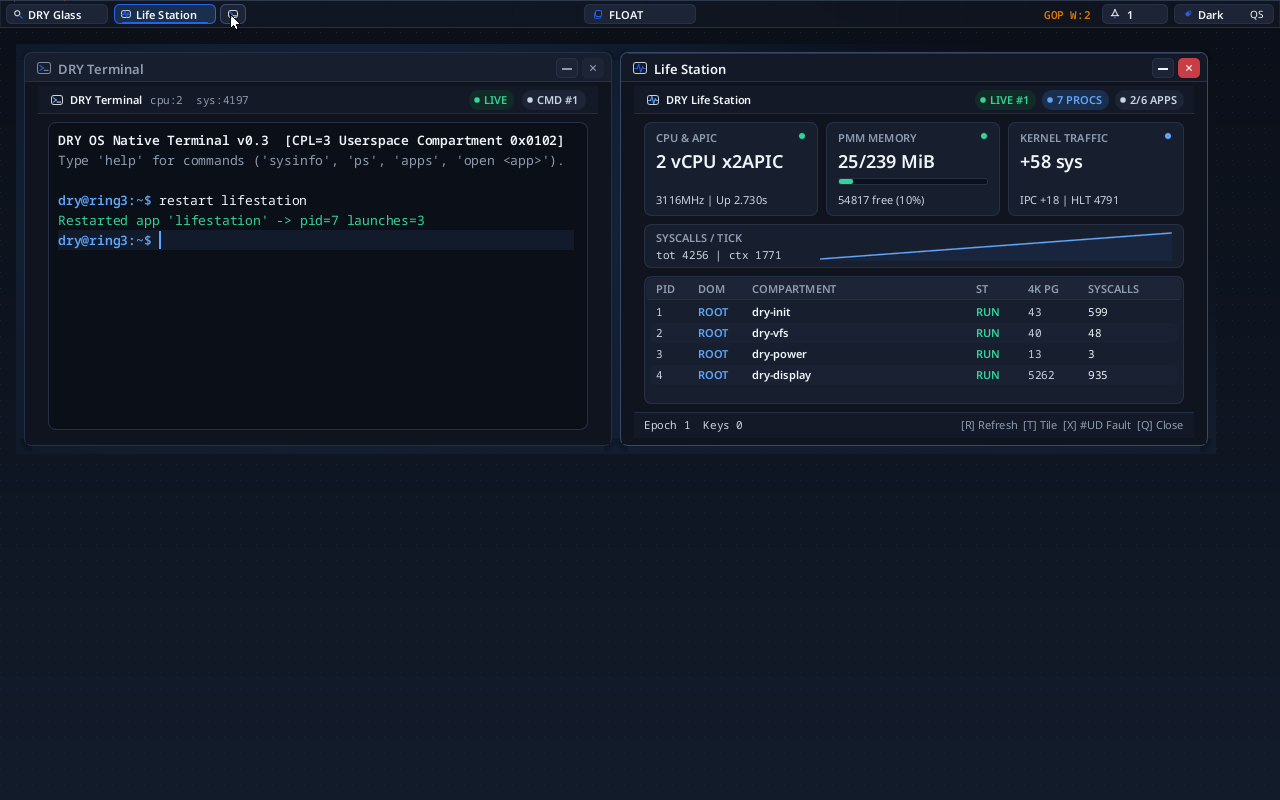 DRY Glass
Life Station
FLOAT
GOP W:2
1
Dark QS
DRY Terminal
DRY Terminal cpu:2 sys:4197
LIVE
CMD #1
DRY OS Native Terminal v0.3 [CPL=3 Userspace Compartment 0x0102]
Type 'help' for commands ('sysinfo', 'ps', 'apps', 'open <app>').
dry@ring3:~$ restart lifestation
Restarted app 'lifestation' -> pid=7 launches=3
dry@ring3:~$
Life Station
DRY Life Station
LIVE #1
7 PROCS
2/6 APPS
CPU & APIC
2 vCPU x2APIC
3116MHz | Up 2.730s
PMM MEMORY
25/239 MiB
54817 free (10%)
KERNEL TRAFFIC
+58 sys
IPC +18 | HLT 4791
SYSCALLS / TICK
tot 4256 | ctx 1771
PID DOM COMPARTMENT ST 4K PG SYSCALLS
1 ROOT dry-init RUN 43 599
2 ROOT dry-vfs RUN 40 48
3 ROOT dry-power RUN 13 3
4 ROOT dry-display RUN 5262 935
Epoch 1 Keys 0
[R] Refresh [T] Tile [X] #UD Fault [Q] Close